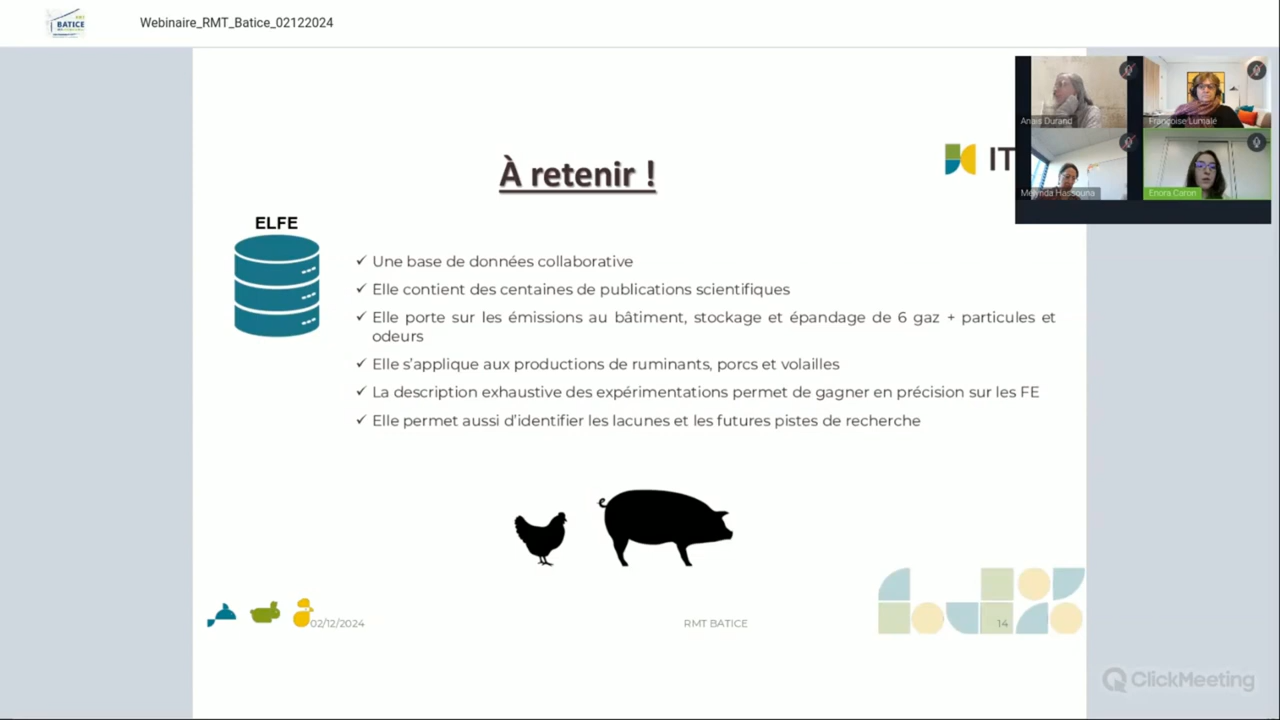 BATICE
Webinaire_RMT_Batice_02122024
Anais Durand
Françoise Lumalé
Melynda Hassouna
Enora Caron
IT
À retenir !
ELFE
✓ Une base de données collaborative
✓ Elle contient des centaines de publications scientifiques
✓ Elle porte sur les émissions au bâtiment, stockage et épandage de 6 gaz + particules et
odeurs
✓ Elle s’applique aux productions de ruminants, porcs et volailles
✓ La description exhaustive des expérimentations permet de gagner en précision sur les FE
✓ Elle permet aussi d’identifier les lacunes et les futures pistes de recherche
02/12/2024
RMT BATICE
14
ClickMeeting